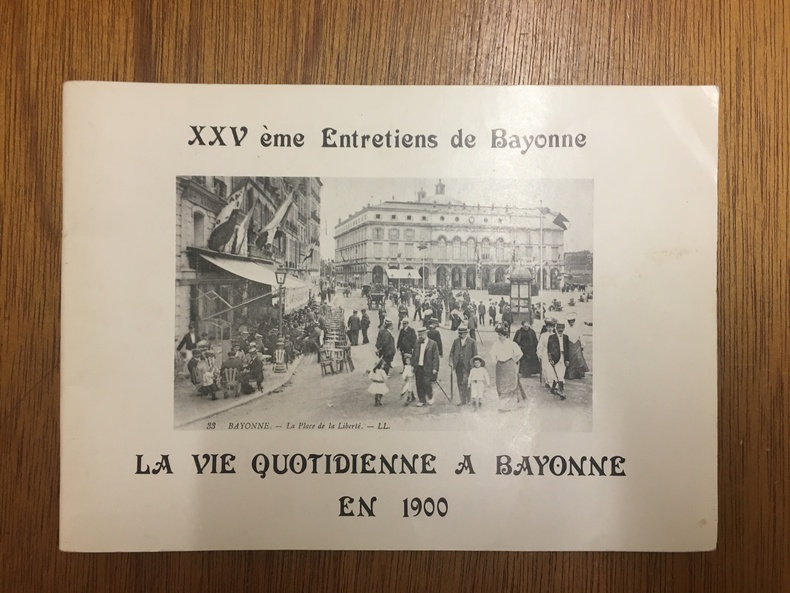 XXV ème Entretiens de Bayonne
33 BAYONNE. — La Place de la Liberté. — LL.
LA VIE QUOTIDIENNE A BAYONNE
EN 1900